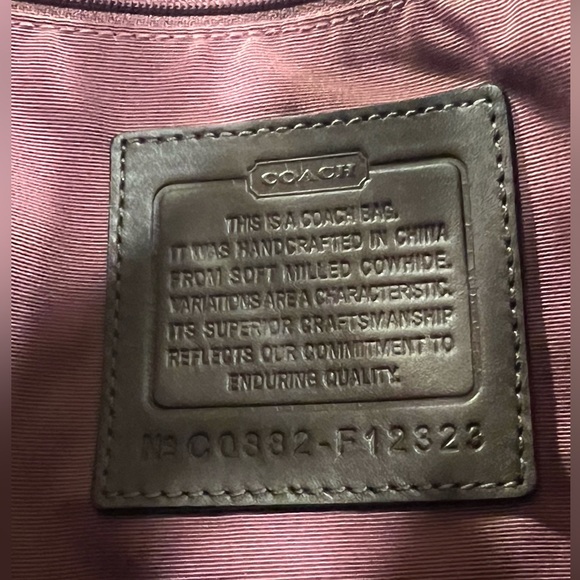 COACH
THIS IS A COACH BAG.
IT WAS HANDCRAFTED IN CHINA
FROM SOFT MILLED COWHIDE.
VARIATIONS ARE A CHARACTERISTIC.
ITS SUPERIOR CRAFTSMANSHIP
REFLECTS OUR COMMITMENT TO
ENDURING QUALITY.
Nº C0882-F12323